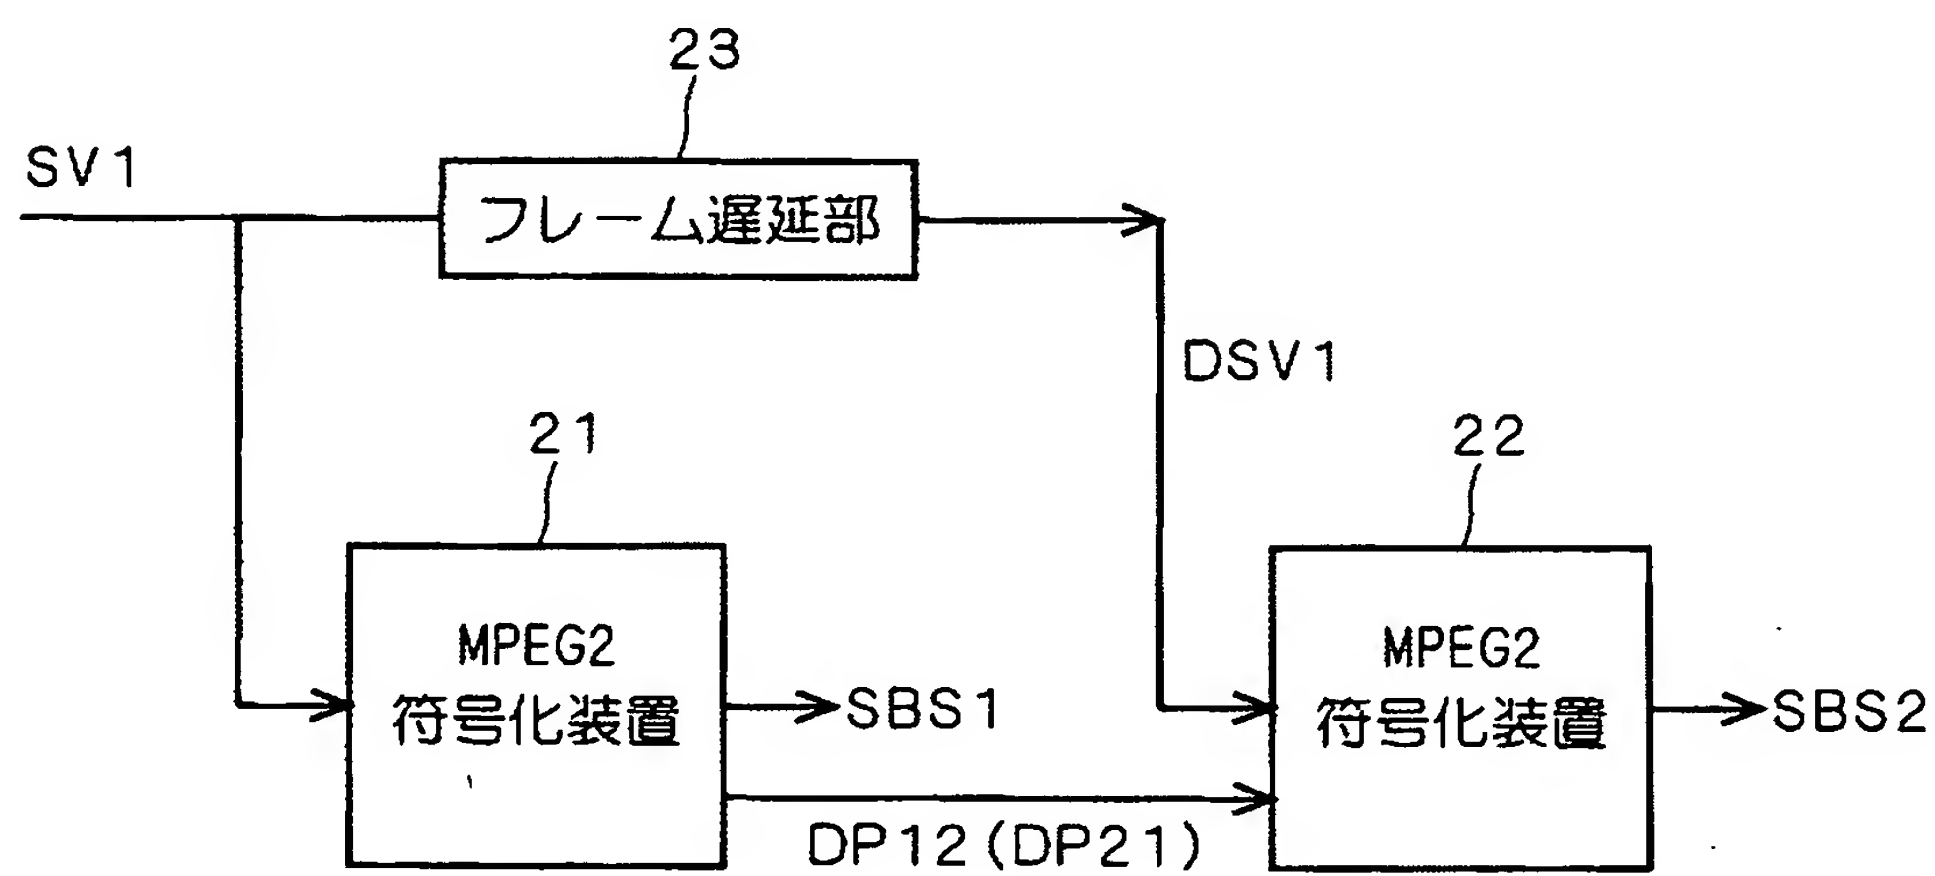 23
SV1
フレーム遅延部
DSV1
21
22
MPEG2
符号化装置
SBS1
MPEG2
符号化装置
SBS2
DP12(DP21)